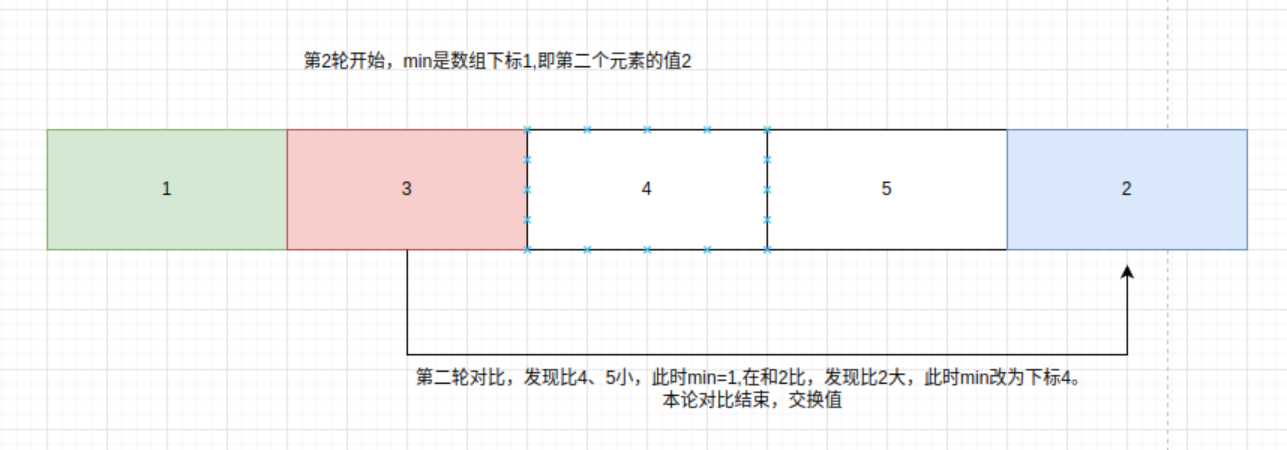 第2轮开始，min是数组下标1,即第二个元素的值2
1
3
4
5
2
第二轮对比，发现比4、5小，此时min=1,在和2比，发现比2大，此时min改为下标4。
本论对比结束，交换值